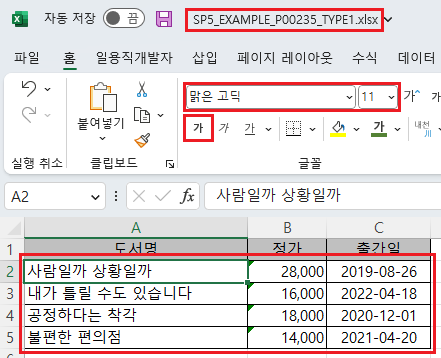 자동 저장 끔 SP5_EXAMPLE_P00235_TYPE1.xlsx
파일 홈 일용직개발자 삽입 페이지 레이아웃 수식 데이터
붙여넣기 맑은 고딕 11 가^ 가
가 가 가 가 내천
실행 취소 클립보드 글꼴
A2 fx 사람일까 상황일까
A B C
1 도서명 정가 출간일
2 사람일까 상황일까 28,000 2019-08-26
3 내가 틀릴 수도 있습니다 16,000 2022-04-18
4 공정하다는 착각 18,000 2020-12-01
5 불편한 편의점 14,000 2021-04-20